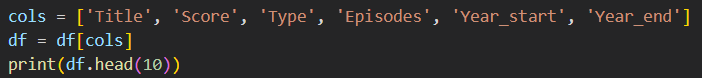 cols = ['Title', 'Score', 'Type', 'Episodes', 'Year_start', 'Year_end']
df = df[cols]
print(df.head(10))